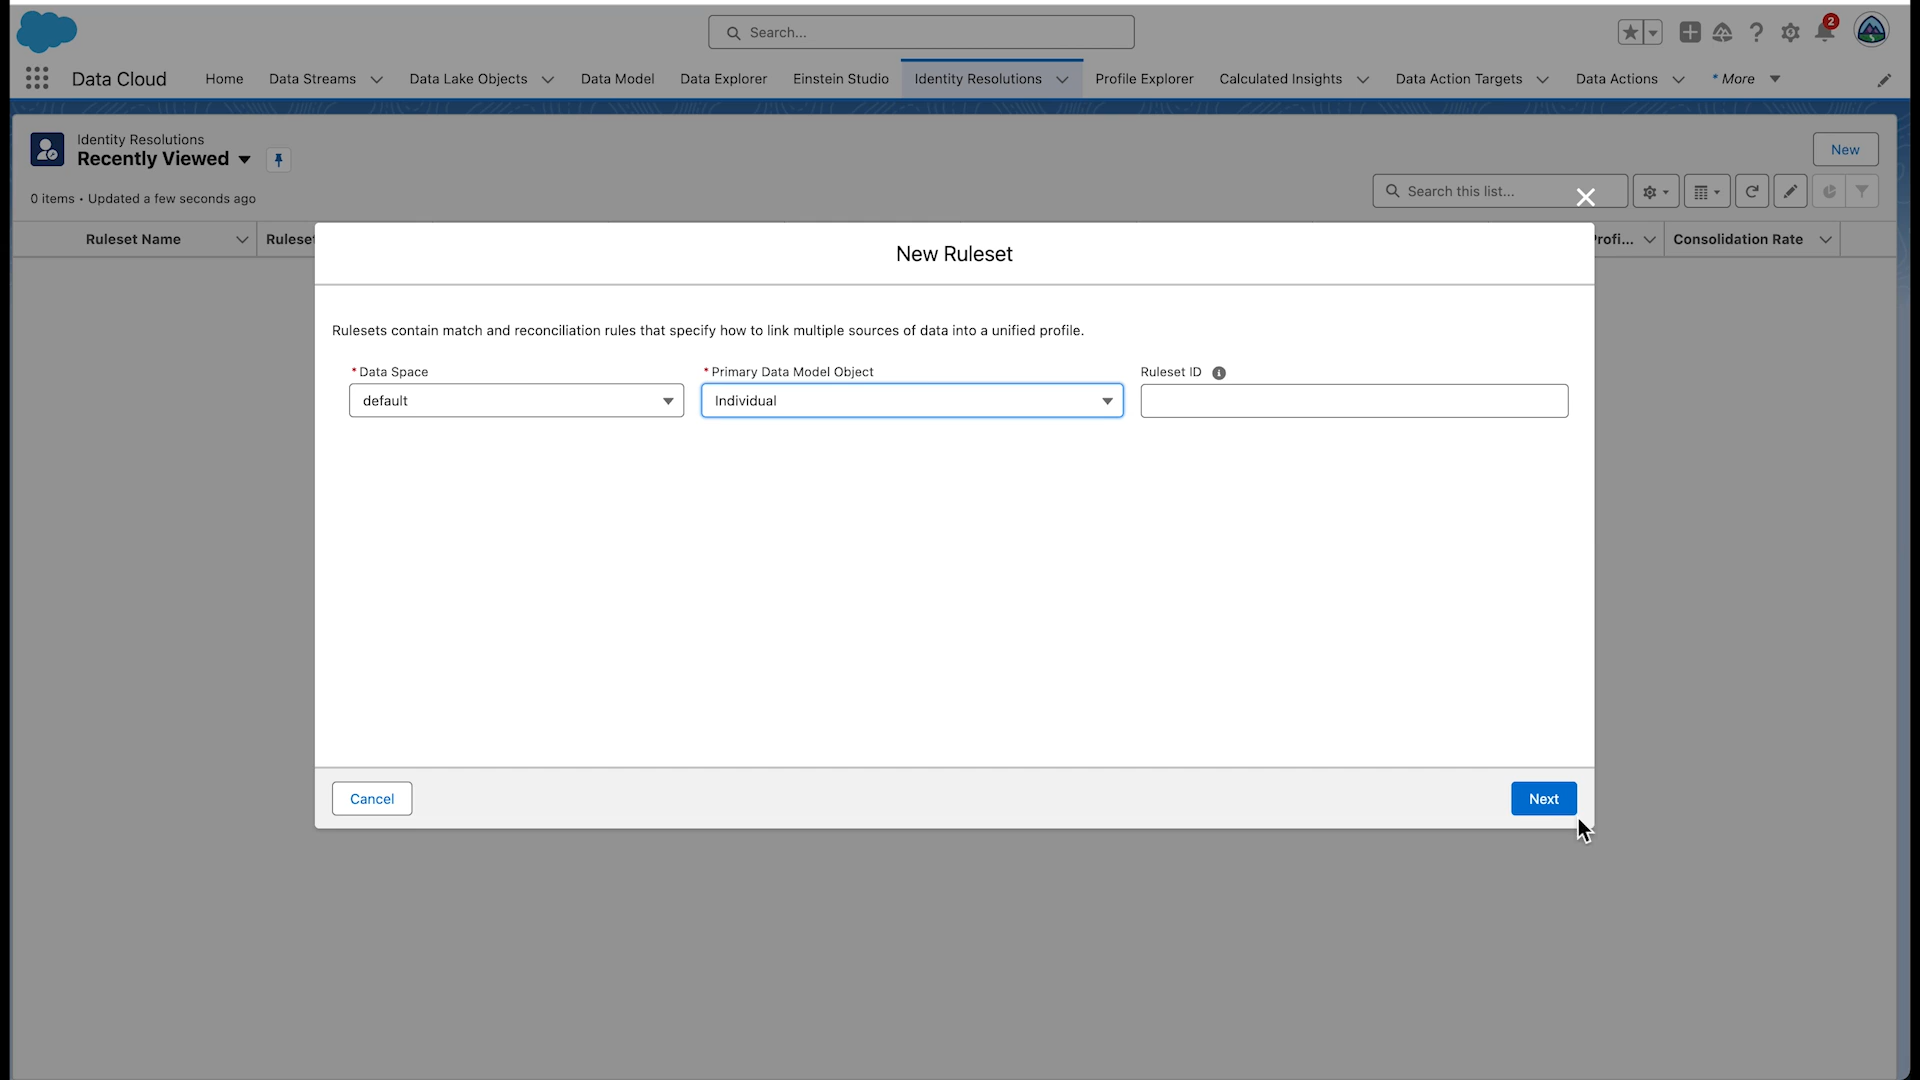 Search...
2
Data Cloud Home Data Streams Data Lake Objects Data Model Data Explorer Einstein Studio Identity Resolutions Profile Explorer Calculated Insights Data Action Targets Data Actions * More
Identity Resolutions
Recently Viewed
New
0 items • Updated a few seconds ago
Search this list...
Ruleset Name
Consolidation Rate
New Ruleset
Rulesets contain match and reconciliation rules that specify how to link multiple sources of data into a unified profile.
* Data Space * Primary Data Model Object Ruleset ID
default Individual
Cancel Next